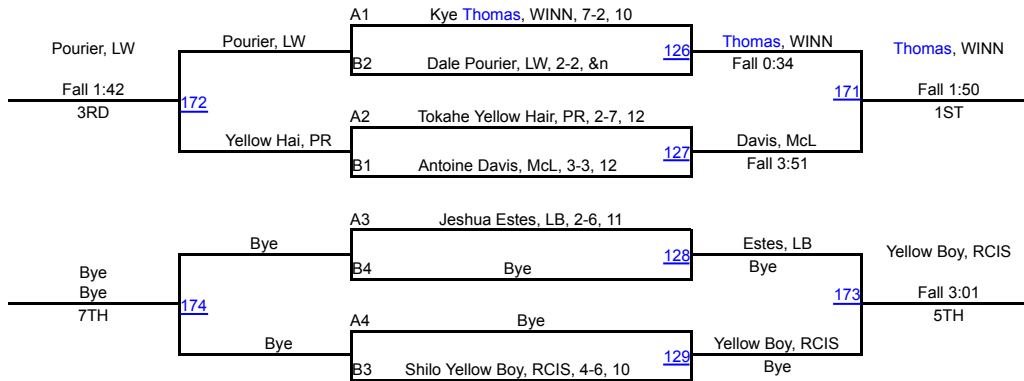 A1
Kye Thomas, WINN, 7-2, 10
Pourier, LW
Pourier, LW
126
Thomas, WINN
Thomas, WINN
B2
Dale Pourier, LW, 2-2, &n
Fall 0:34
Fall 1:42
172
171
Fall 1:50
3RD
1ST
A2
Tokahe Yellow Hair, PR, 2-7, 12
Yellow Hai, PR
127
Davis, McL
B1
Antoine Davis, McL, 3-3, 12
Fall 3:51
A3
Jeshua Estes, LB, 2-6, 11
Bye
128
Estes, LB
Yellow Boy, RCIS
B4
Bye
Bye
Bye
Bye
174
173
Fall 3:01
7TH
5TH
A4
Bye
Bye
129
Yellow Boy, RCIS
B3
Shilo Yellow Boy, RCIS, 4-6, 10
Bye